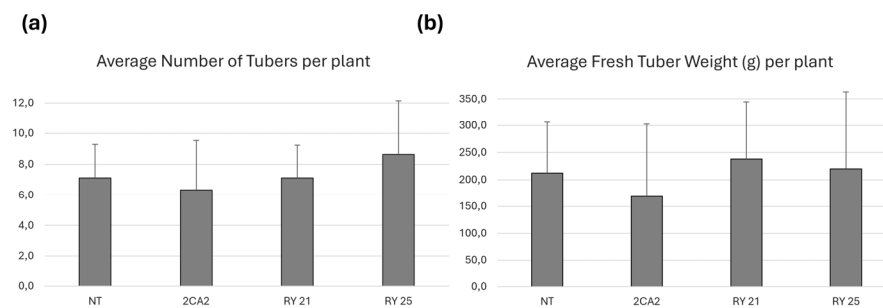 (a)
Average Number of Tubers per plant
12,0
10,0
8,0
6,0
4,0
2,0
0,0
NT 2CA2 RY 21 RY 25
(b)
Average Fresh Tuber Weight (g) per plant
350,0
300,0
250,0
200,0
150,0
100,0
50,0
0,0
NT 2CA2 RY 21 RY 25